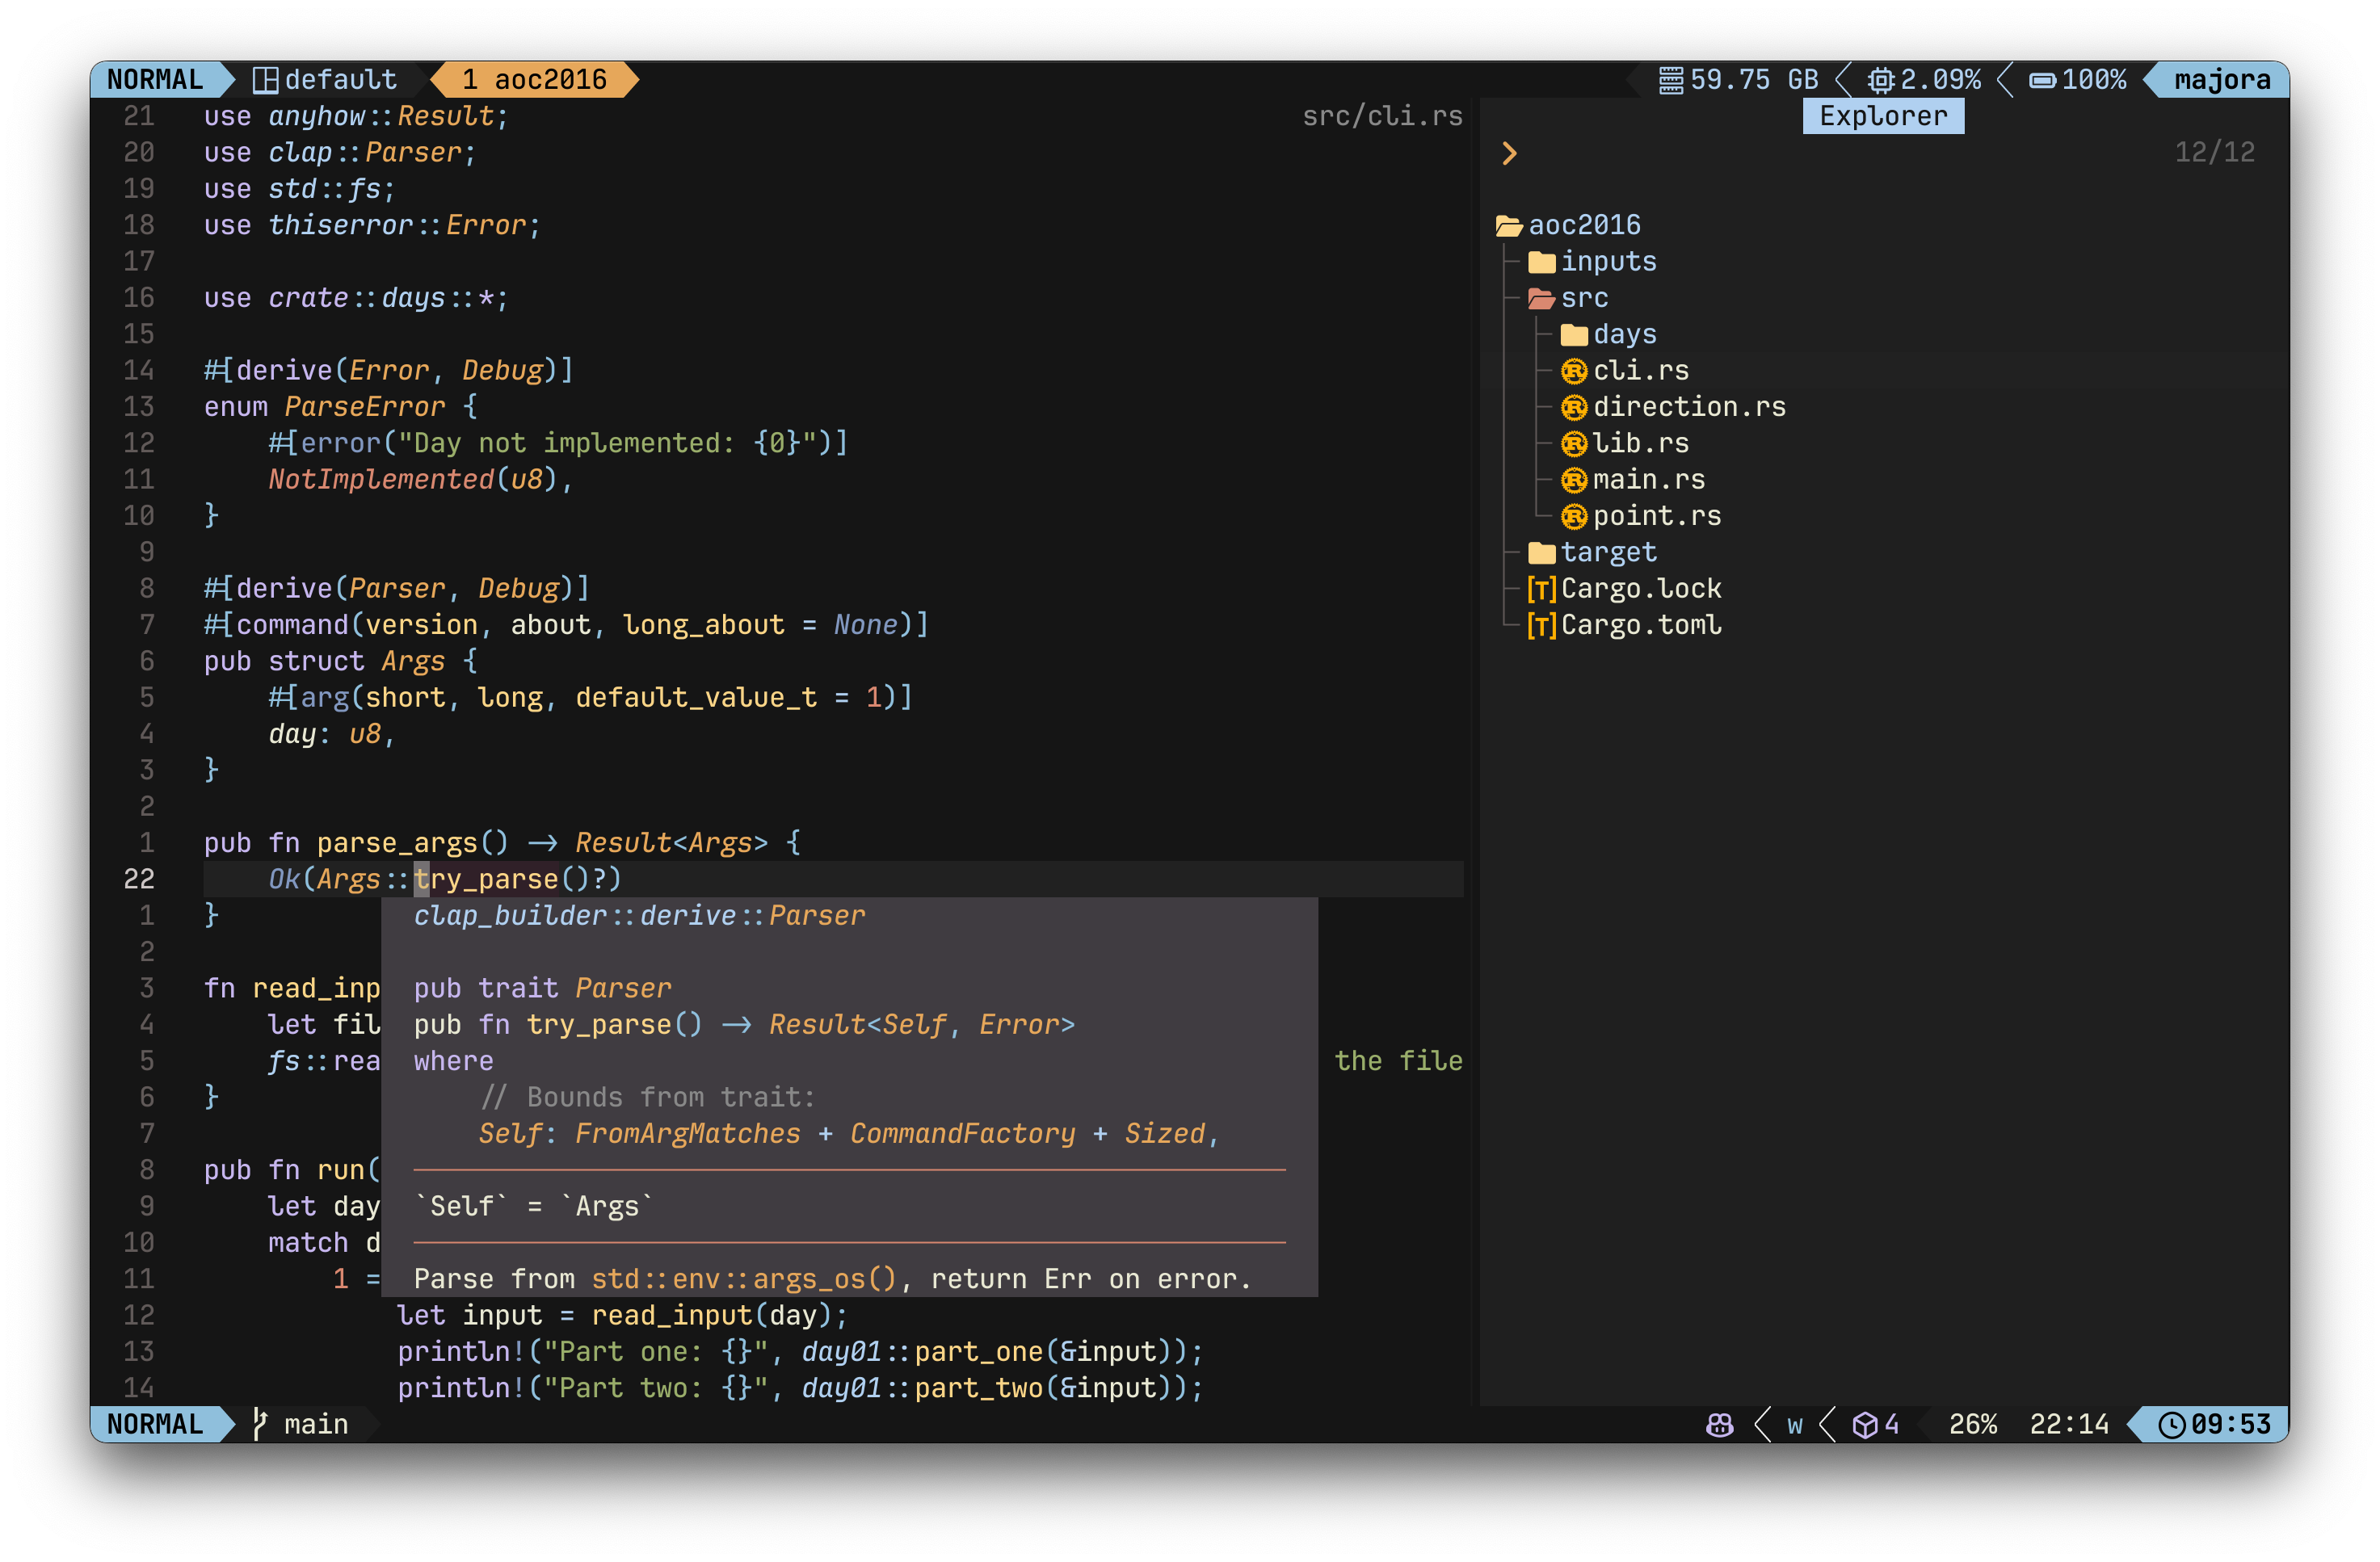 NORMAL default 1 aoc2016 59.75 GB 2.09% 100% majora
21 use anyhow::Result; src/cli.rs
20 use clap::Parser;
19 use std::fs;
18 use thiserror::Error;
17
16 use crate::days::*;
15
14 #[derive(Error, Debug)]
13 enum ParseError {
12 #[error("Day not implemented: {0}")]
11 NotImplemented(u8),
10 }
9
8 #[derive(Parser, Debug)]
7 #[command(version, about, long_about = None)]
6 pub struct Args {
5 #[arg(short, long, default_value_t = 1)]
4 day: u8,
3 }
2
1 pub fn parse_args() -> Result<Args> {
22 Ok(Args::try_parse()?)
1 }
2
3 fn read_inp
4 let fil
5 fs::rea the file
6 }
7
8 pub fn run(
9 let day
10 match d
11 1 =
12 let input = read_input(day);
13 println!("Part one: {}", day01::part_one(&input));
14 println!("Part two: {}", day01::part_two(&input));
clap_builder::derive::Parser
pub trait Parser
pub fn try_parse() -> Result<Self, Error>
where
// Bounds from trait:
Self: FromArgMatches + CommandFactory + Sized,
`Self` = `Args`
Parse from std::env::args_os(), return Err on error.
Explorer
12/12
aoc2016
inputs
src
days
cli.rs
direction.rs
lib.rs
main.rs
point.rs
target
[T] Cargo.lock
[T] Cargo.toml
NORMAL main w 4 26% 22:14 09:53